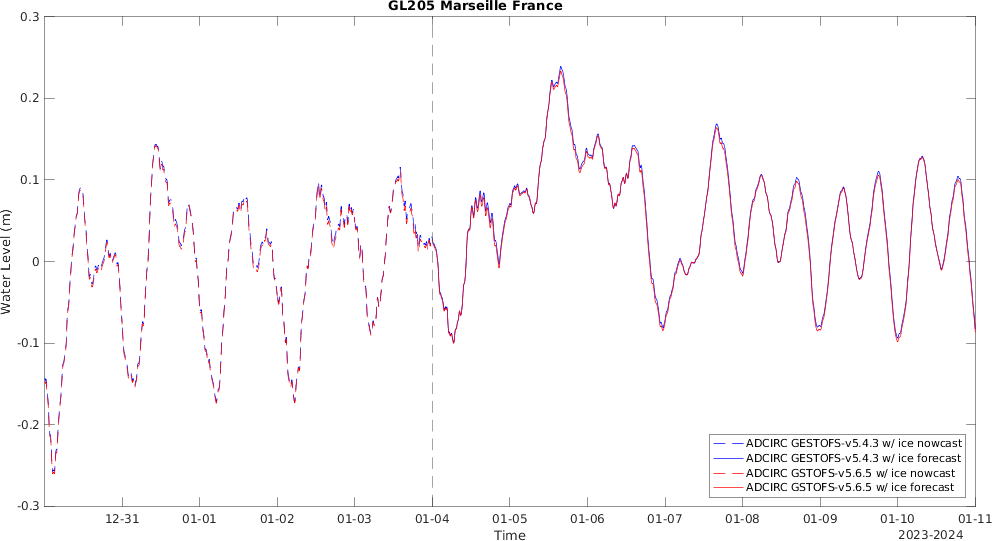 GL205 Marseille France
Water Level (m)
0.3
0.2
0.1
0
-0.1
-0.2
-0.3
ADCIRC GESTOFS-v5.4.3 w/ ice nowcast
ADCIRC GESTOFS-v5.4.3 w/ ice forecast
ADCIRC GSTOFS-v5.6.5 w/ ice nowcast
ADCIRC GSTOFS-v5.6.5 w/ ice forecast
12-31 01-01 01-02 01-03 01-04 01-05 01-06 01-07 01-08 01-09 01-10 01-11
Time
2023-2024